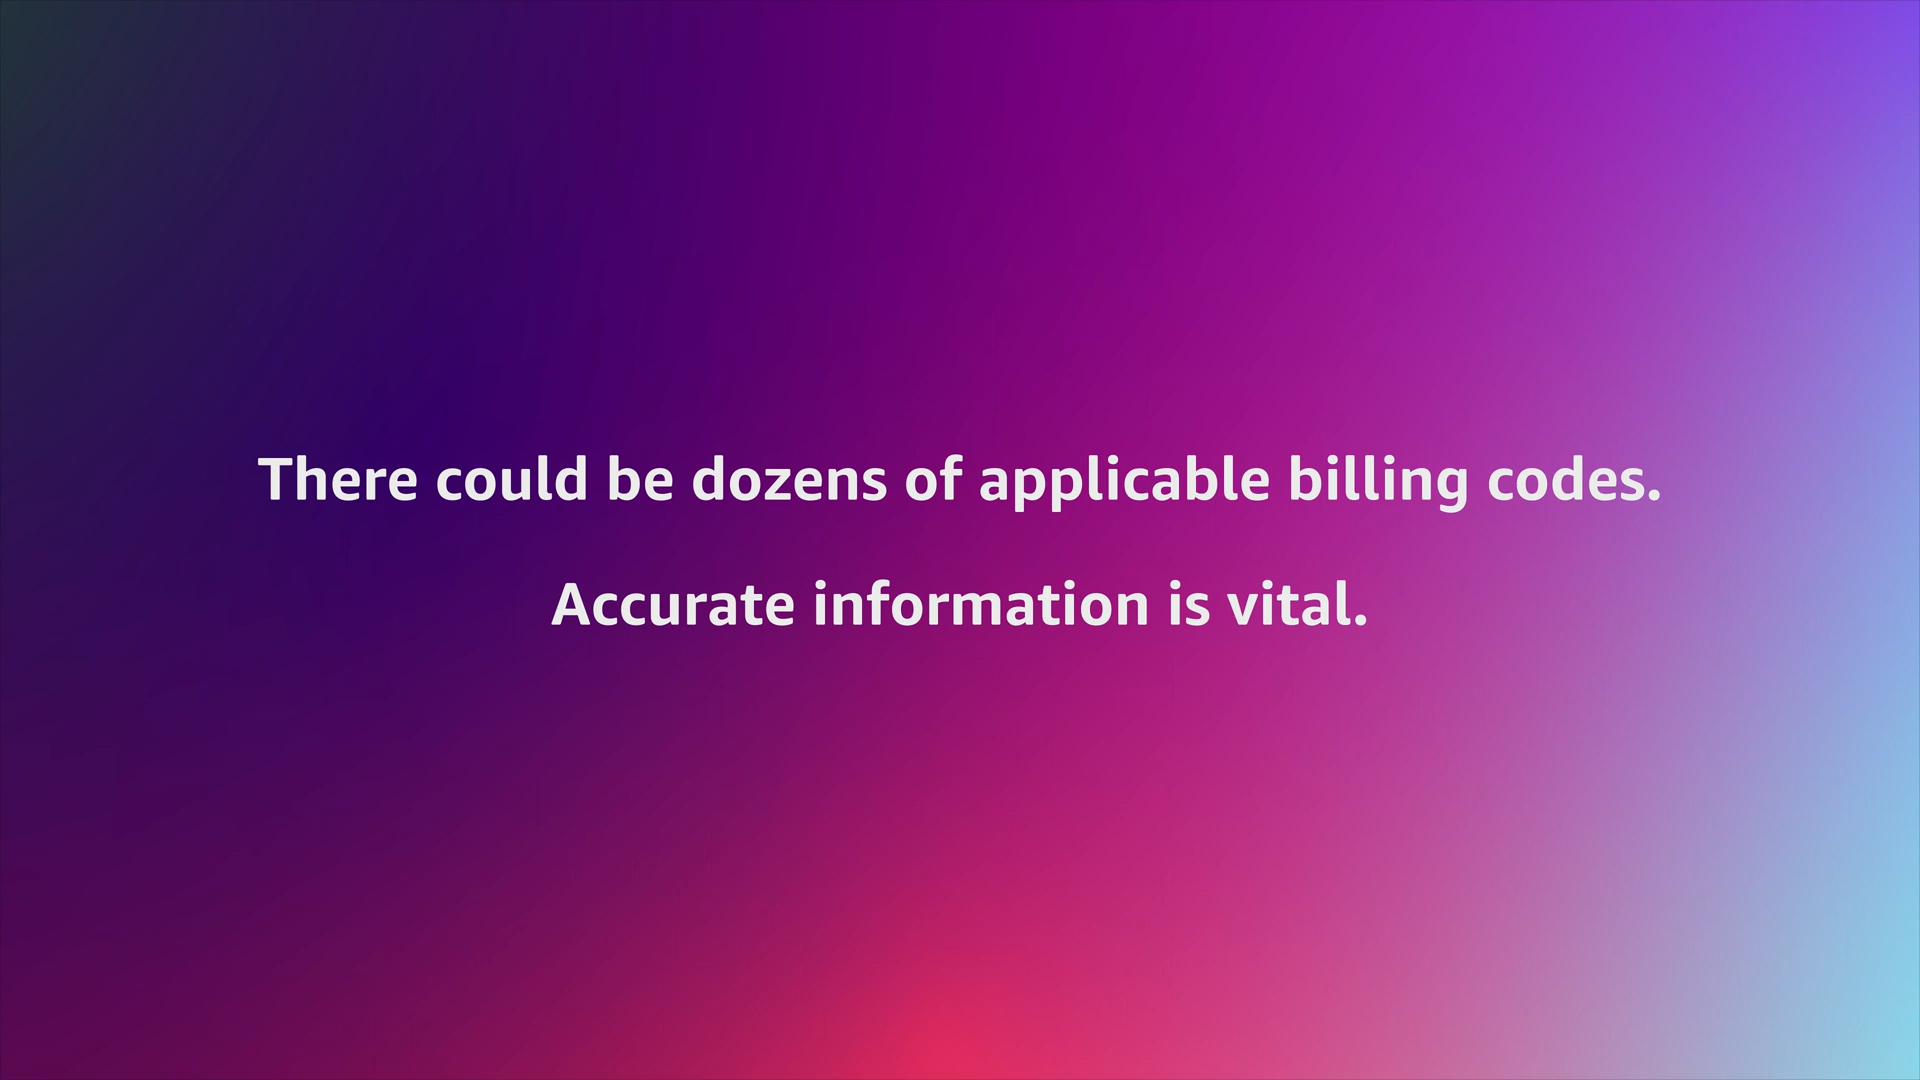 There could be dozens of applicable billing codes.
Accurate information is vital.